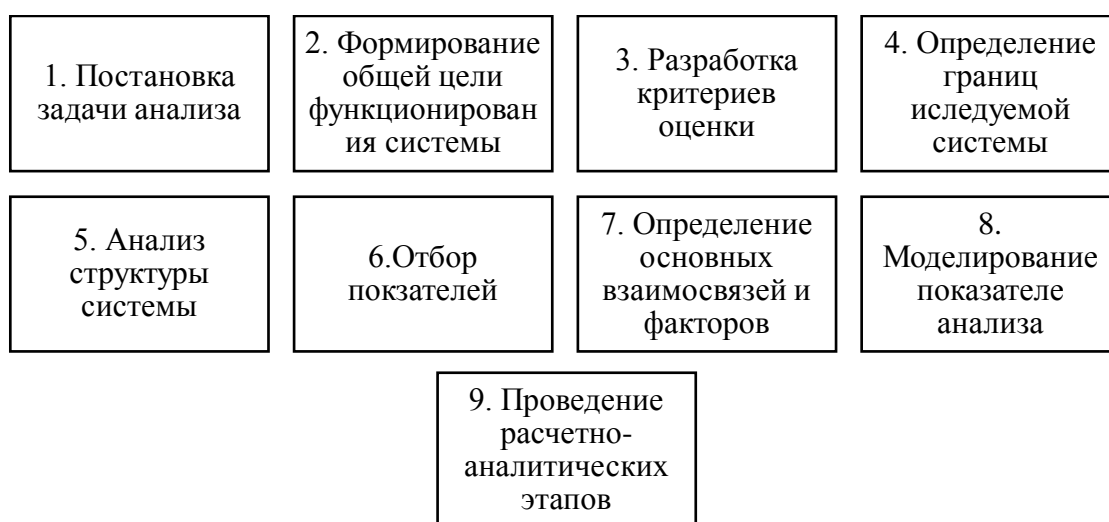 1. Постановка
задачи анализа
2. Формирование
общей цели
функционирован
ия системы
3. Разработка
критериев
оценки
4. Определение
границ
иследуемой
системы
5. Анализ
структуры
системы
6.Отбор
покзателей
7. Определение
основных
взаимосвязей и
факторов
8.
Моделирование
показателе
анализа
9. Проведение
расчетно-
аналитических
этапов